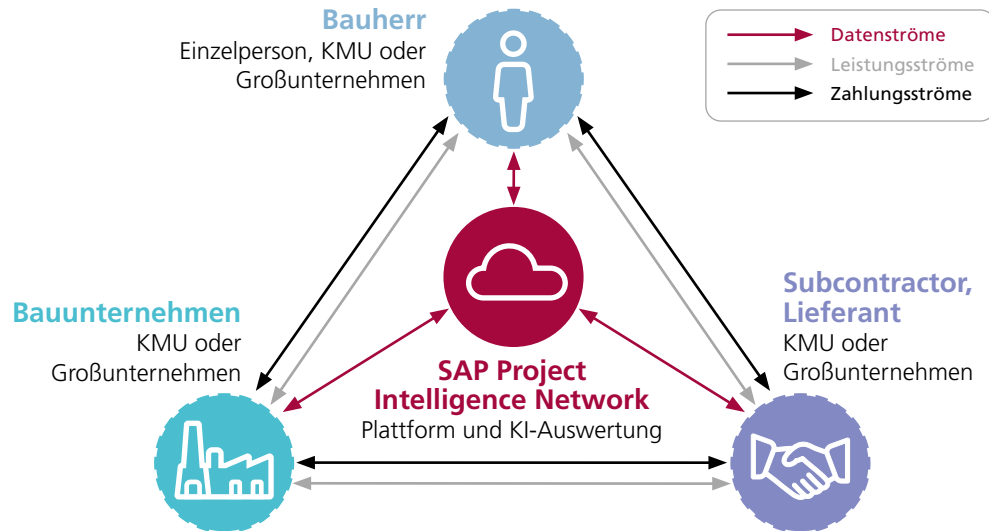 Bauherr
Einzelperson, KMU oder
Großunternehmen
Datenströme
Leistungsströme
Zahlungsströme
Bauunternehmen
KMU oder
Großunternehmen
Subcontractor,
Lieferant
KMU oder
Großunternehmen
SAP Project
Intelligence Network
Plattform und KI-Auswertung